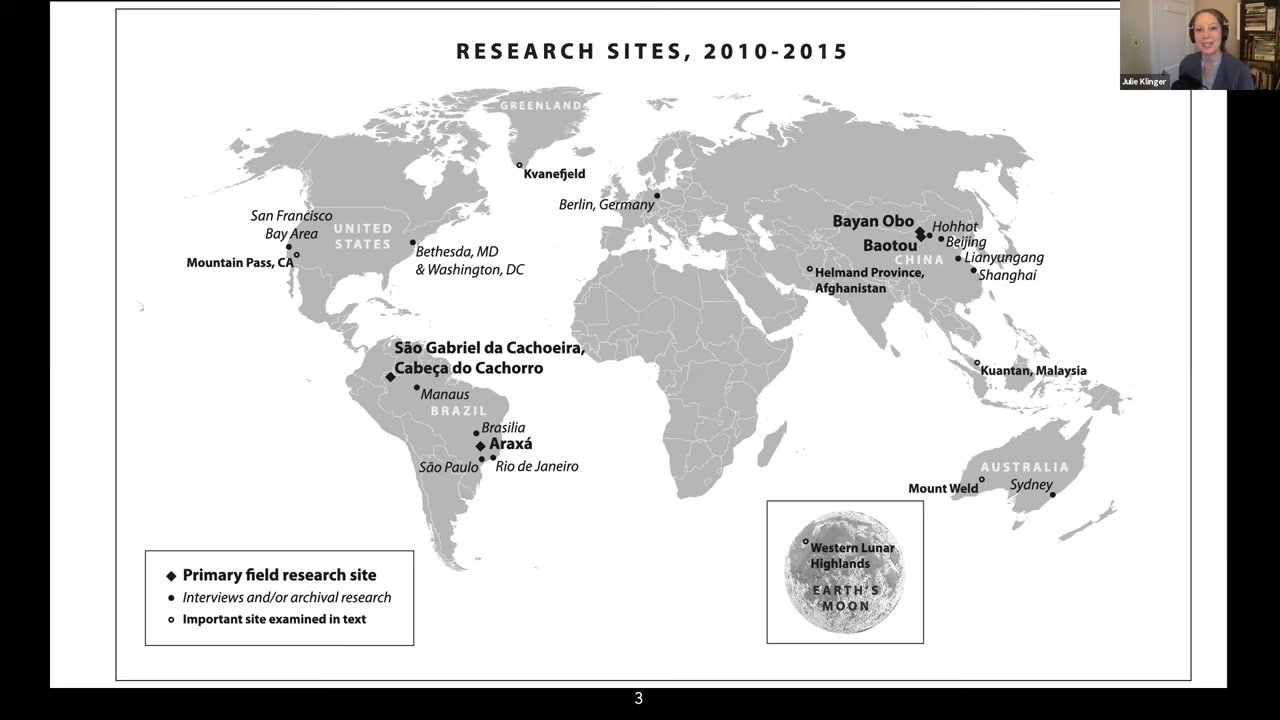 RESEARCH SITES, 2010-2015
Julie Klinger
GREENLAND
Kvanefjeld
Berlin, Germany
San Francisco
Bay Area
UNITED
STATES
Mountain Pass, CA
Bethesda, MD
& Washington, DC
Bayan Obo
Hohhot
Baotou
Beijing
CHINA
Lianyungang
Shanghai
Helmand Province,
Afghanistan
São Gabriel da Cachoeira,
Cabeça do Cachorro
Manaus
BRAZIL
Brasilia
Araxá
São Paulo
Rio de Janeiro
Kuantan, Malaysia
AUSTRALIA
Mount Weld
Sydney
Western Lunar
Highlands
EARTH'S
MOON
Primary field research site
Interviews and/or archival research
Important site examined in text
3